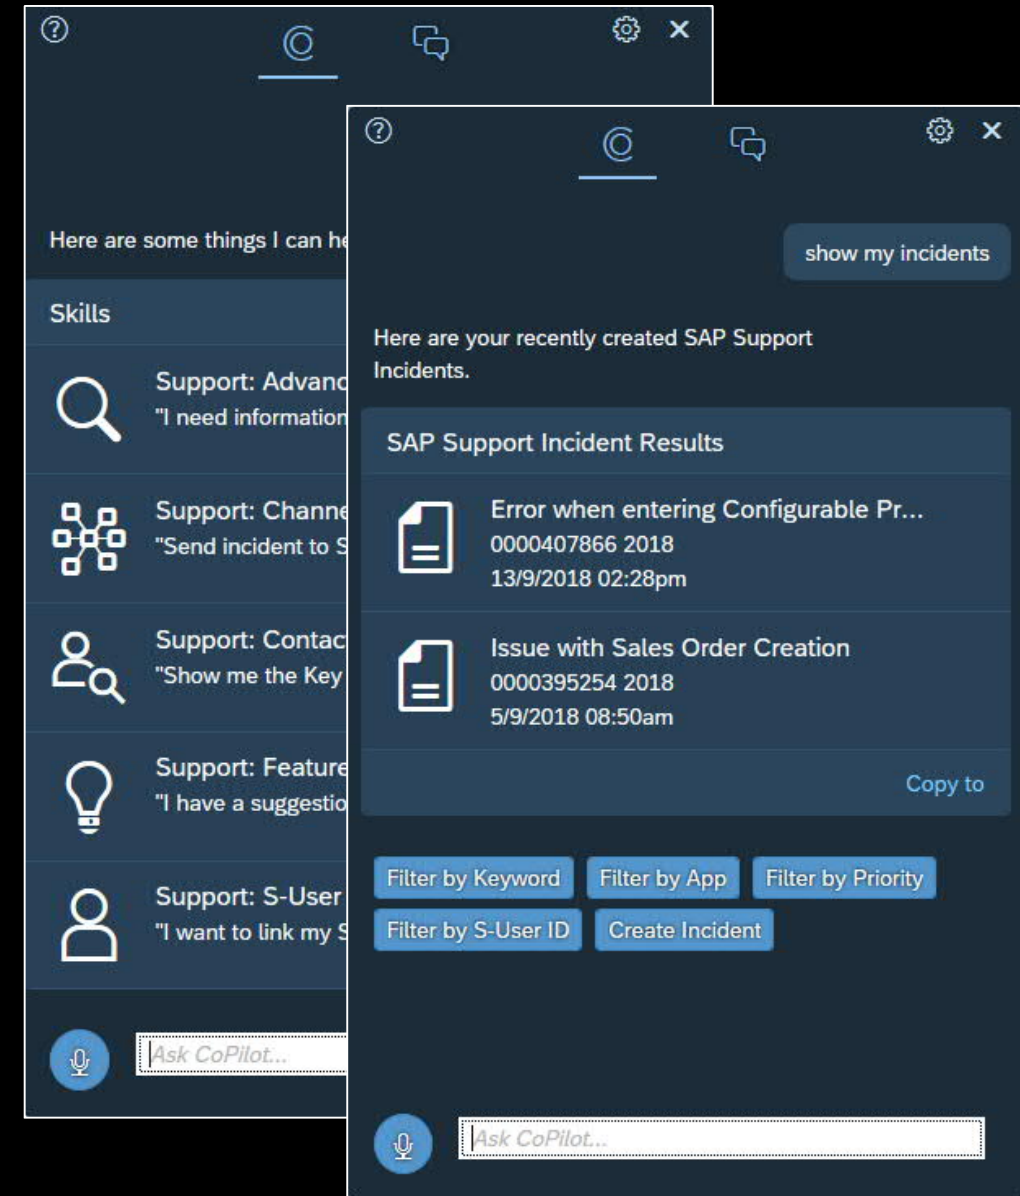 Here are some things I can he
Skills
Support: Advanc
"I need information
Support: Channe
"Send incident to S
Support: Contac
"Show me the Key
Support: Feature
"I have a suggestio
Support: S-User
"I want to link my S
Ask CoPilot...
show my incidents
Here are your recently created SAP Support
Incidents.
SAP Support Incident Results
Error when entering Configurable Pr...
0000407866 2018
13/9/2018 02:28pm
Issue with Sales Order Creation
0000395254 2018
5/9/2018 08:50am
Copy to
Filter by Keyword Filter by App Filter by Priority
Filter by S-User ID Create Incident
Ask CoPilot...